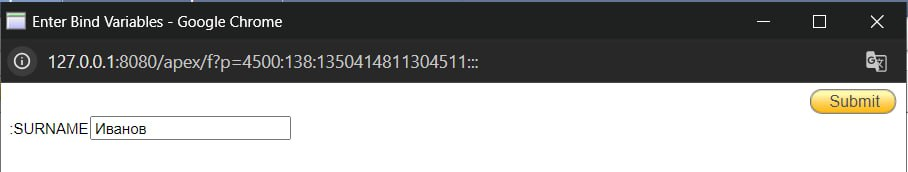 Enter Bind Variables - Google Chrome
127.0.0.1:8080/apex/f?p=4500:138:1350414811304511:::
Submit
:SURNAME Иванов